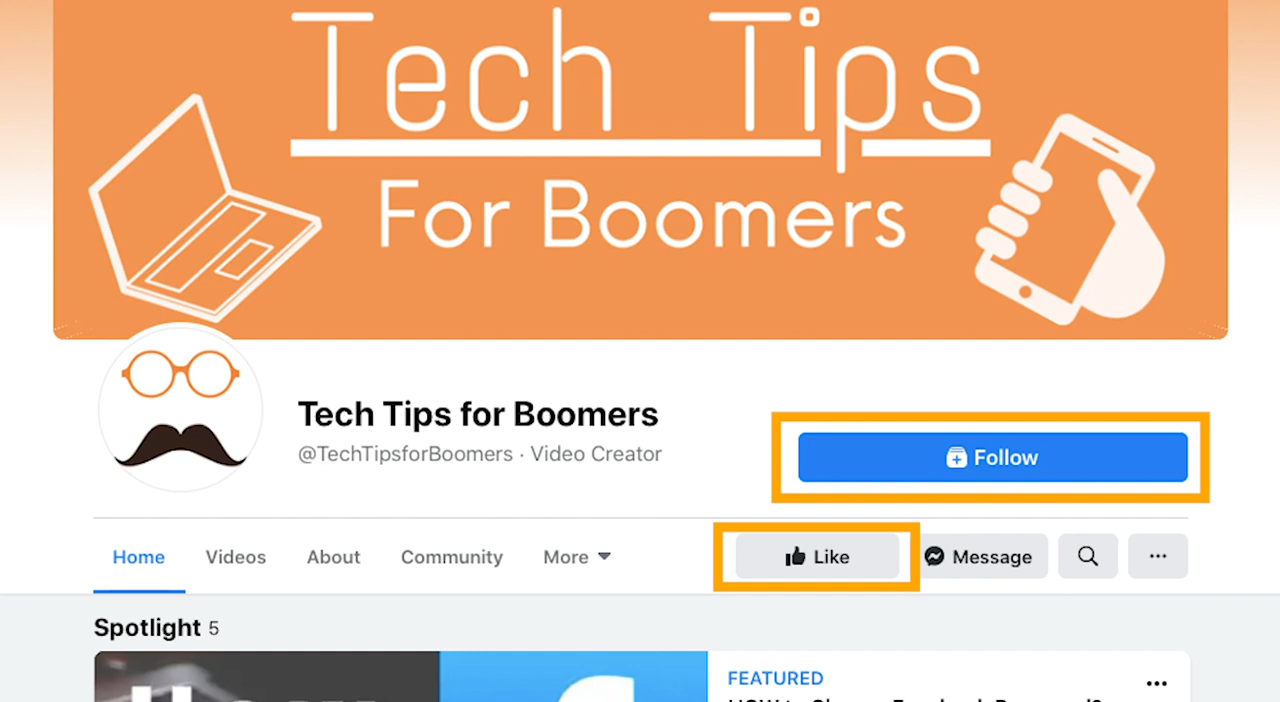 Tech Tips
For Boomers
Tech Tips for Boomers
@TechTipsforBoomers · Video Creator
Follow
Home Videos About Community More Like Message
Spotlight 5
FEATURED